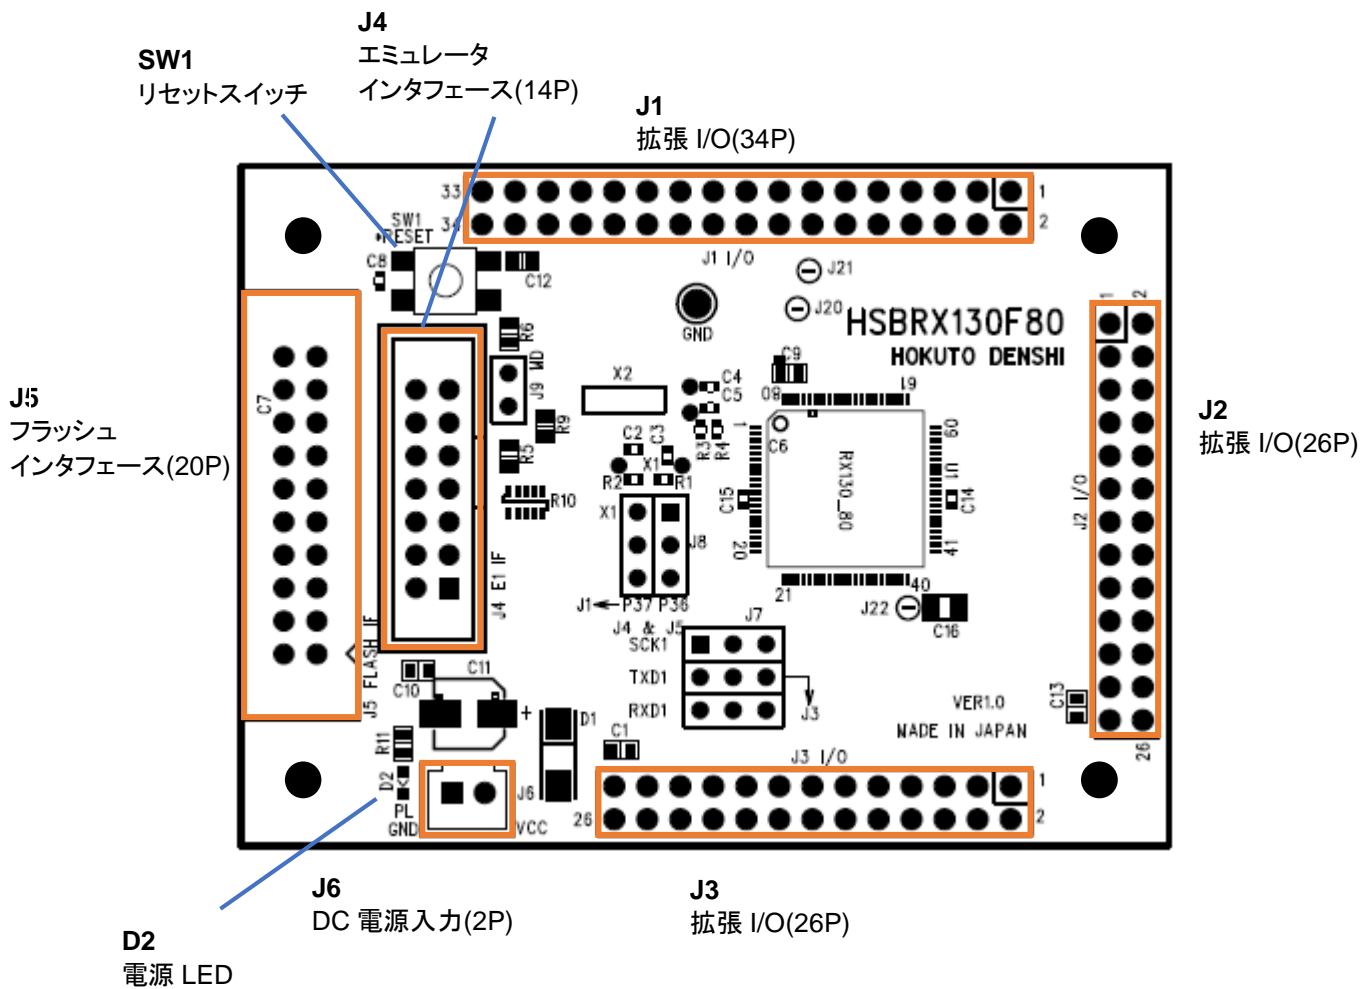 J4
エミュレータ
インタフェース(14P)
SW1
リセットスイッチ
J1
拡張 I/O(34P)
33
1
SW1
34
2
*RESET
J1 I/O
C8
C12
J21
J20
GND
HSBRX130F80
HOKUTO DENSHI
1
2
R6
J9 MD
X2
C4
C5
C9
80
61
J5
フラッシュ
インタフェース(20P)
C7
J2
拡張 I/O(26P)
R9
R5
C2
C3
R3
R4
1
C6
60
X1
R2
R1
RX130_80
U1
R10
C15
C14
J2 I/O
X1
J8
20
41
21
40
J4 E1 IF
J1
P37 P36
J22
C16
J4 & J5
J7
SCK1
J5 FLASH IF
C10
C11
TXD1
RXD1
J3
+
D1
C1
VER1.0
MADE IN JAPAN
C13
R11
26
J3 I/O
D2
PL
GND
J6
VCC
26
1
2
J6
DC 電源入力(2P)
J3
拡張 I/O(26P)
D2
電源 LED